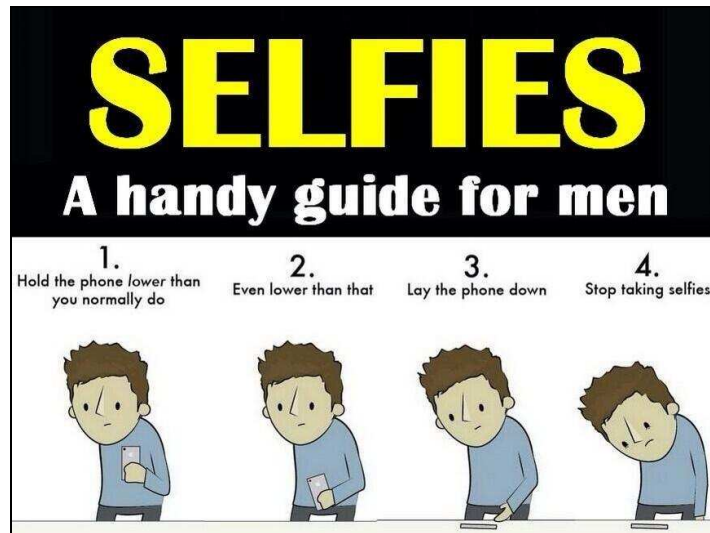 SELFIES
A handy guide for men
1.
Hold the phone lower than
you normally do
2.
Even lower than that
3.
Lay the phone down
4.
Stop taking selfies